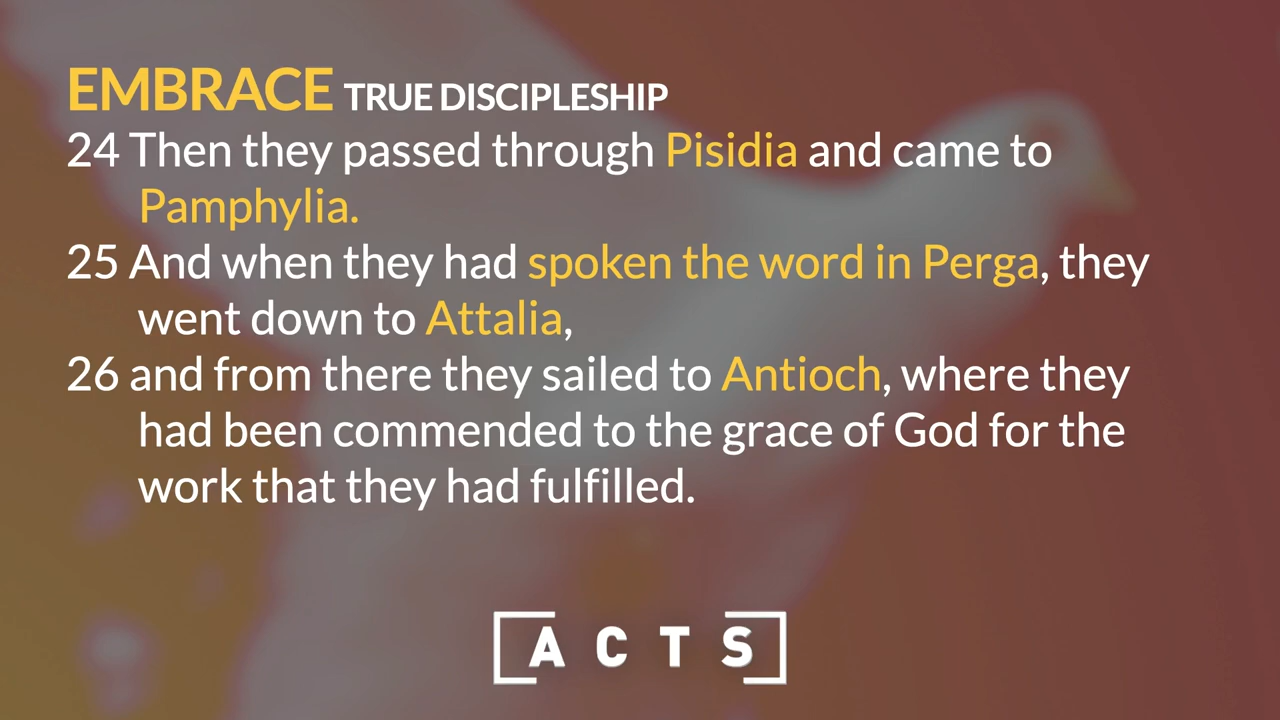 EMBRACE TRUE DISCIPLESHIP
24 Then they passed through Pisidia and came to
Pamphylia.
25 And when they had spoken the word in Perga, they
went down to Attalia,
26 and from there they sailed to Antioch, where they
had been commended to the grace of God for the
work that they had fulfilled.
ACTS